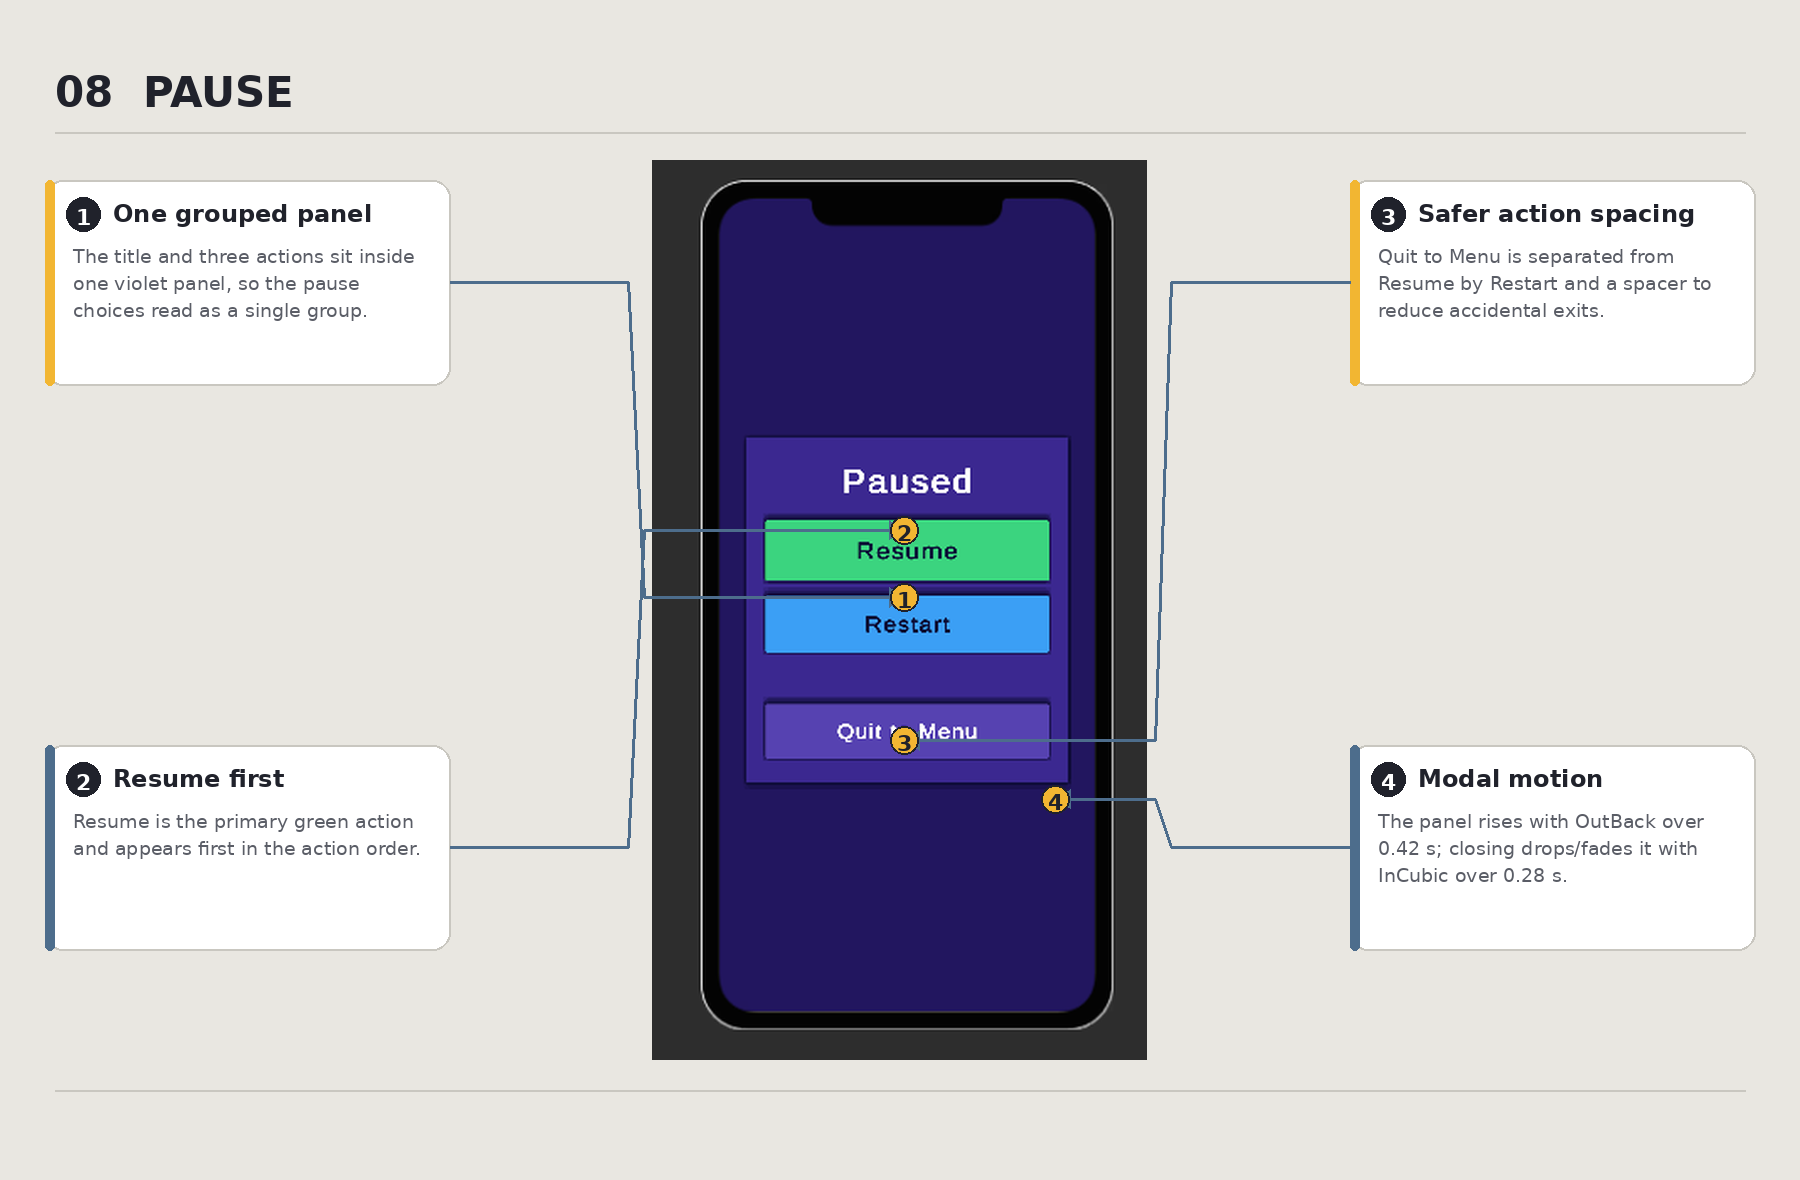 08 PAUSE
1 One grouped panel
The title and three actions sit inside
one violet panel, so the pause
choices read as a single group.
2 Resume first
Resume is the primary green action
and appears first in the action order.
Paused
2
Resume
1
Restart
Quit to Menu
3
4
3 Safer action spacing
Quit to Menu is separated from
Resume by Restart and a spacer to
reduce accidental exits.
4 Modal motion
The panel rises with OutBack over
0.42 s; closing drops/fades it with
InCubic over 0.28 s.